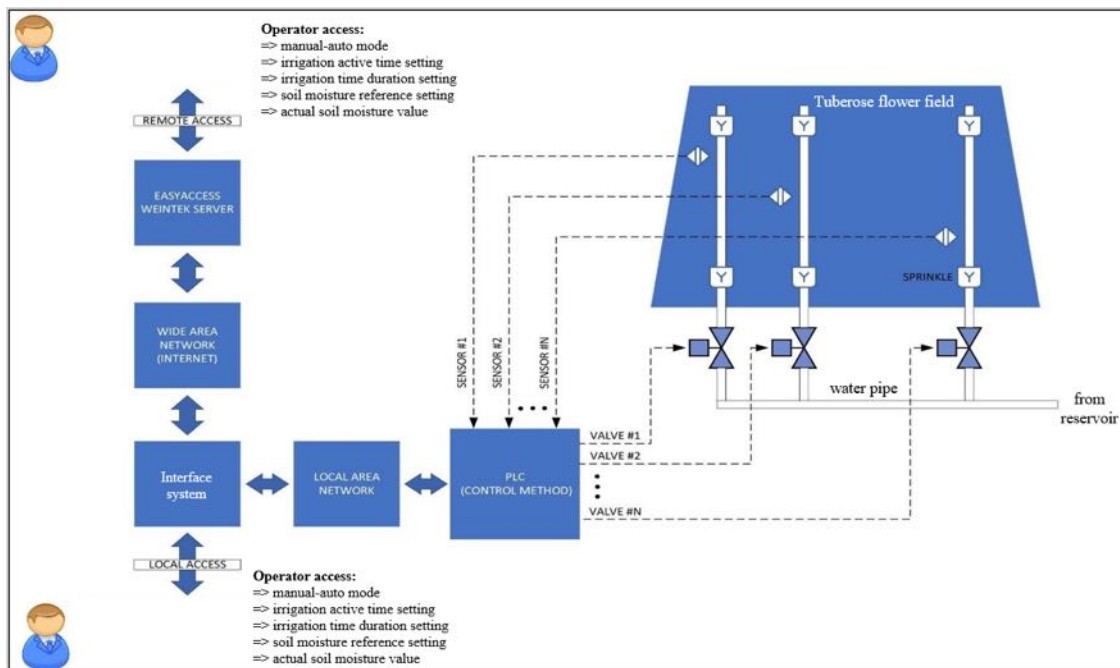 Operator access:
=> manual-auto mode
=> irrigation active time setting
=> irrigation time duration setting
=> soil moisture reference setting
=> actual soil moisture value
REMOTE ACCESS
EASYACCESS
WEINTEK SERVER
WIDE AREA
NETWORK
(INTERNET)
Interface
system
LOCAL AREA
NETWORK
PLC
(CONTROL METHOD)
LOCAL ACCESS
Operator access:
=> manual-auto mode
=> irrigation active time setting
=> irrigation time duration setting
=> soil moisture reference setting
=> actual soil moisture value
SENSOR #1
SENSOR #2
SENSOR #N
VALVE #1
VALVE #2
VALVE #N
Tuberose flower field
Y
Y
Y
SPRINKLE
Y
Y
Y
water pipe
from
reservoir